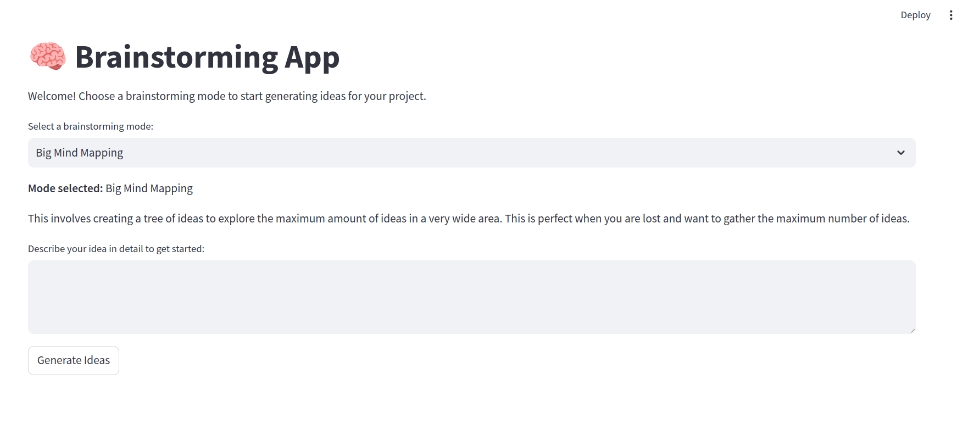 Deploy
Brainstorming App
Welcome! Choose a brainstorming mode to start generating ideas for your project.
Select a brainstorming mode:
Big Mind Mapping
Mode selected: Big Mind Mapping
This involves creating a tree of ideas to explore the maximum amount of ideas in a very wide area. This is perfect when you are lost and want to gather the maximum number of ideas.
Describe your idea in detail to get started:
Generate Ideas